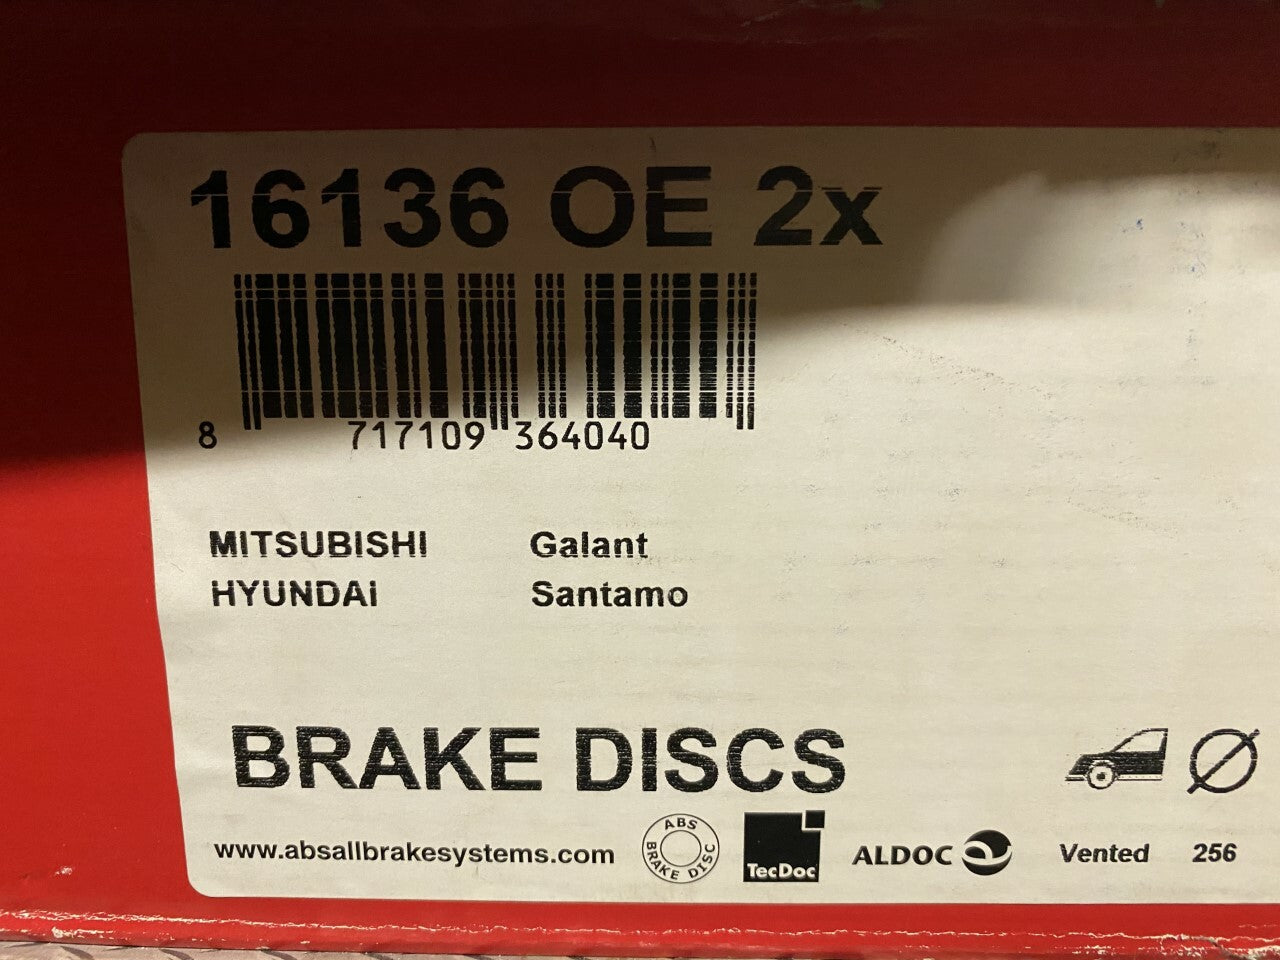 16136 OE 2x
8 717109 364040
MITSUBISHI Galant
HYUNDAI Santamo
BRAKE DISCS
www.absallbrakesystems.com ABS BRAKE DISC TecDoc ALDOC Vented 256